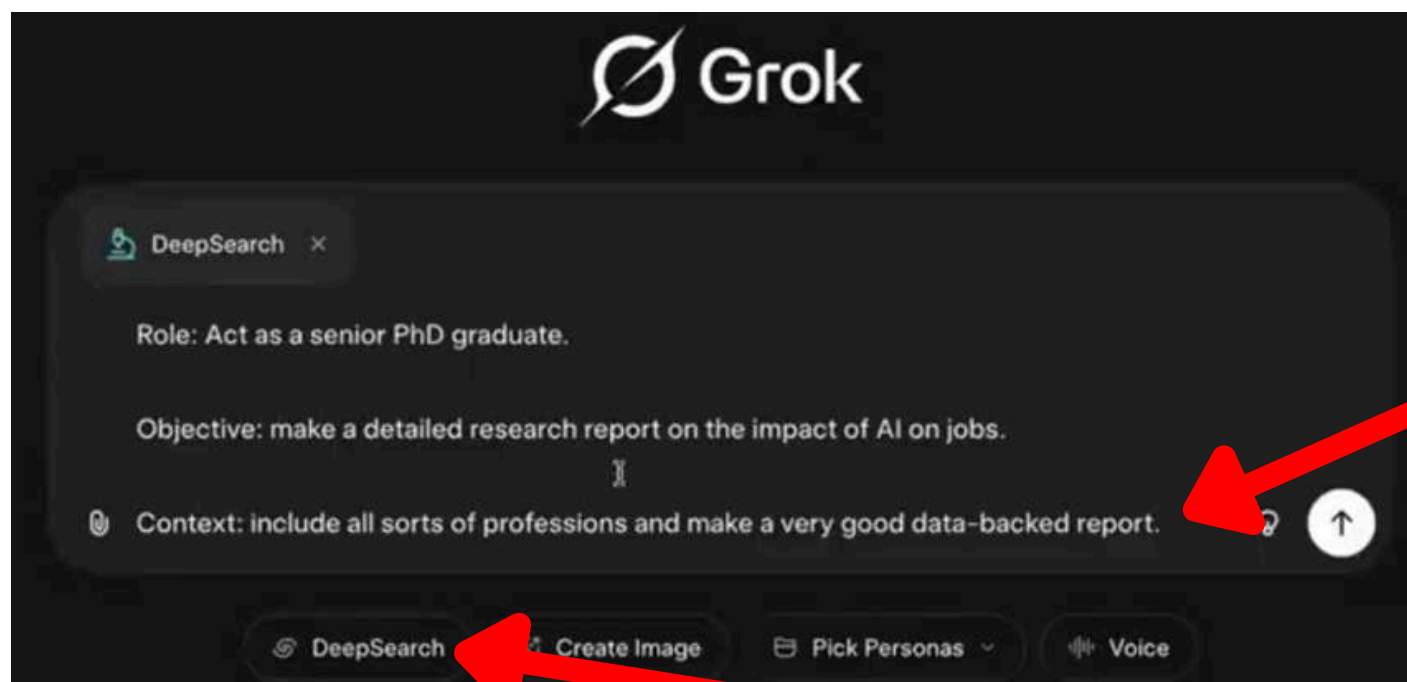 Grok
DeepSearch ×
Role: Act as a senior PhD graduate.
Objective: make a detailed research report on the impact of AI on jobs.
Context: include all sorts of professions and make a very good data-backed report.
DeepSearch Create Image Pick Personas Voice